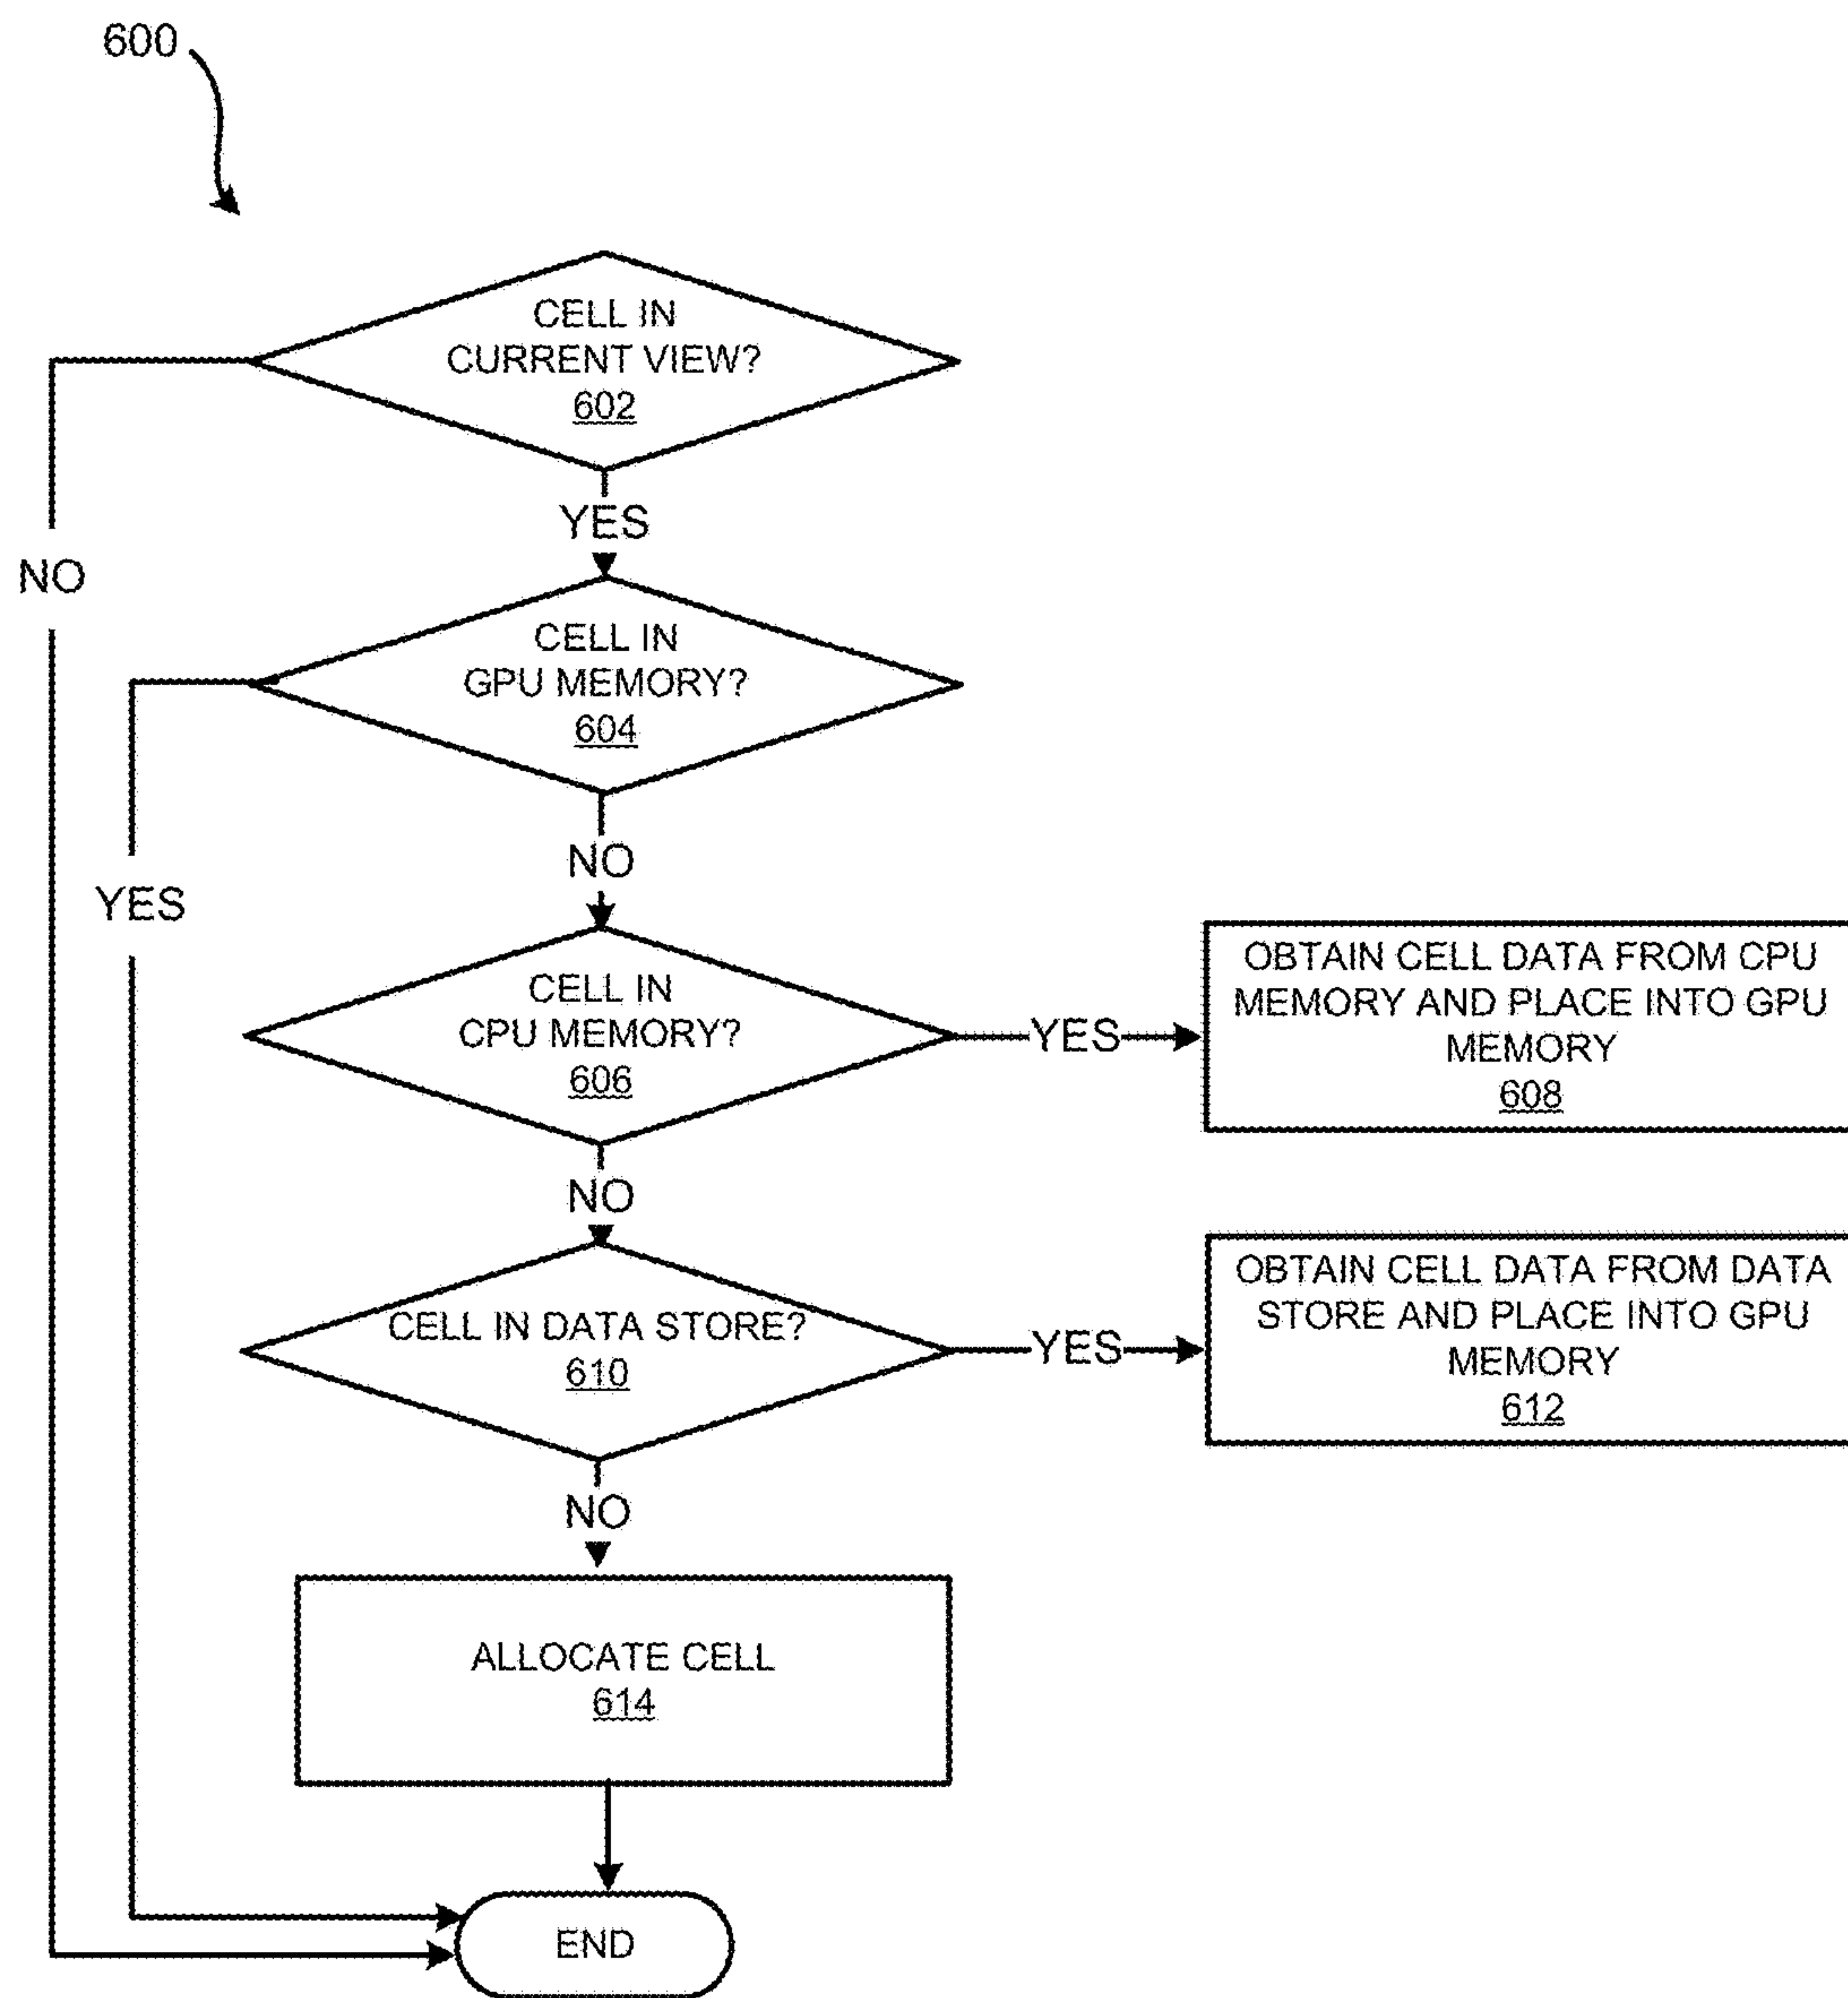 600
CELL IN
CURRENT VIEW?
602
YES
NO
CELL IN
GPU MEMORY?
604
NO
YES
CELL IN
CPU MEMORY?
606
YES
OBTAIN CELL DATA FROM CPU
MEMORY AND PLACE INTO GPU
MEMORY
608
NO
CELL IN DATA STORE?
610
YES
OBTAIN CELL DATA FROM DATA
STORE AND PLACE INTO GPU
MEMORY
612
NO
ALLOCATE CELL
614
END